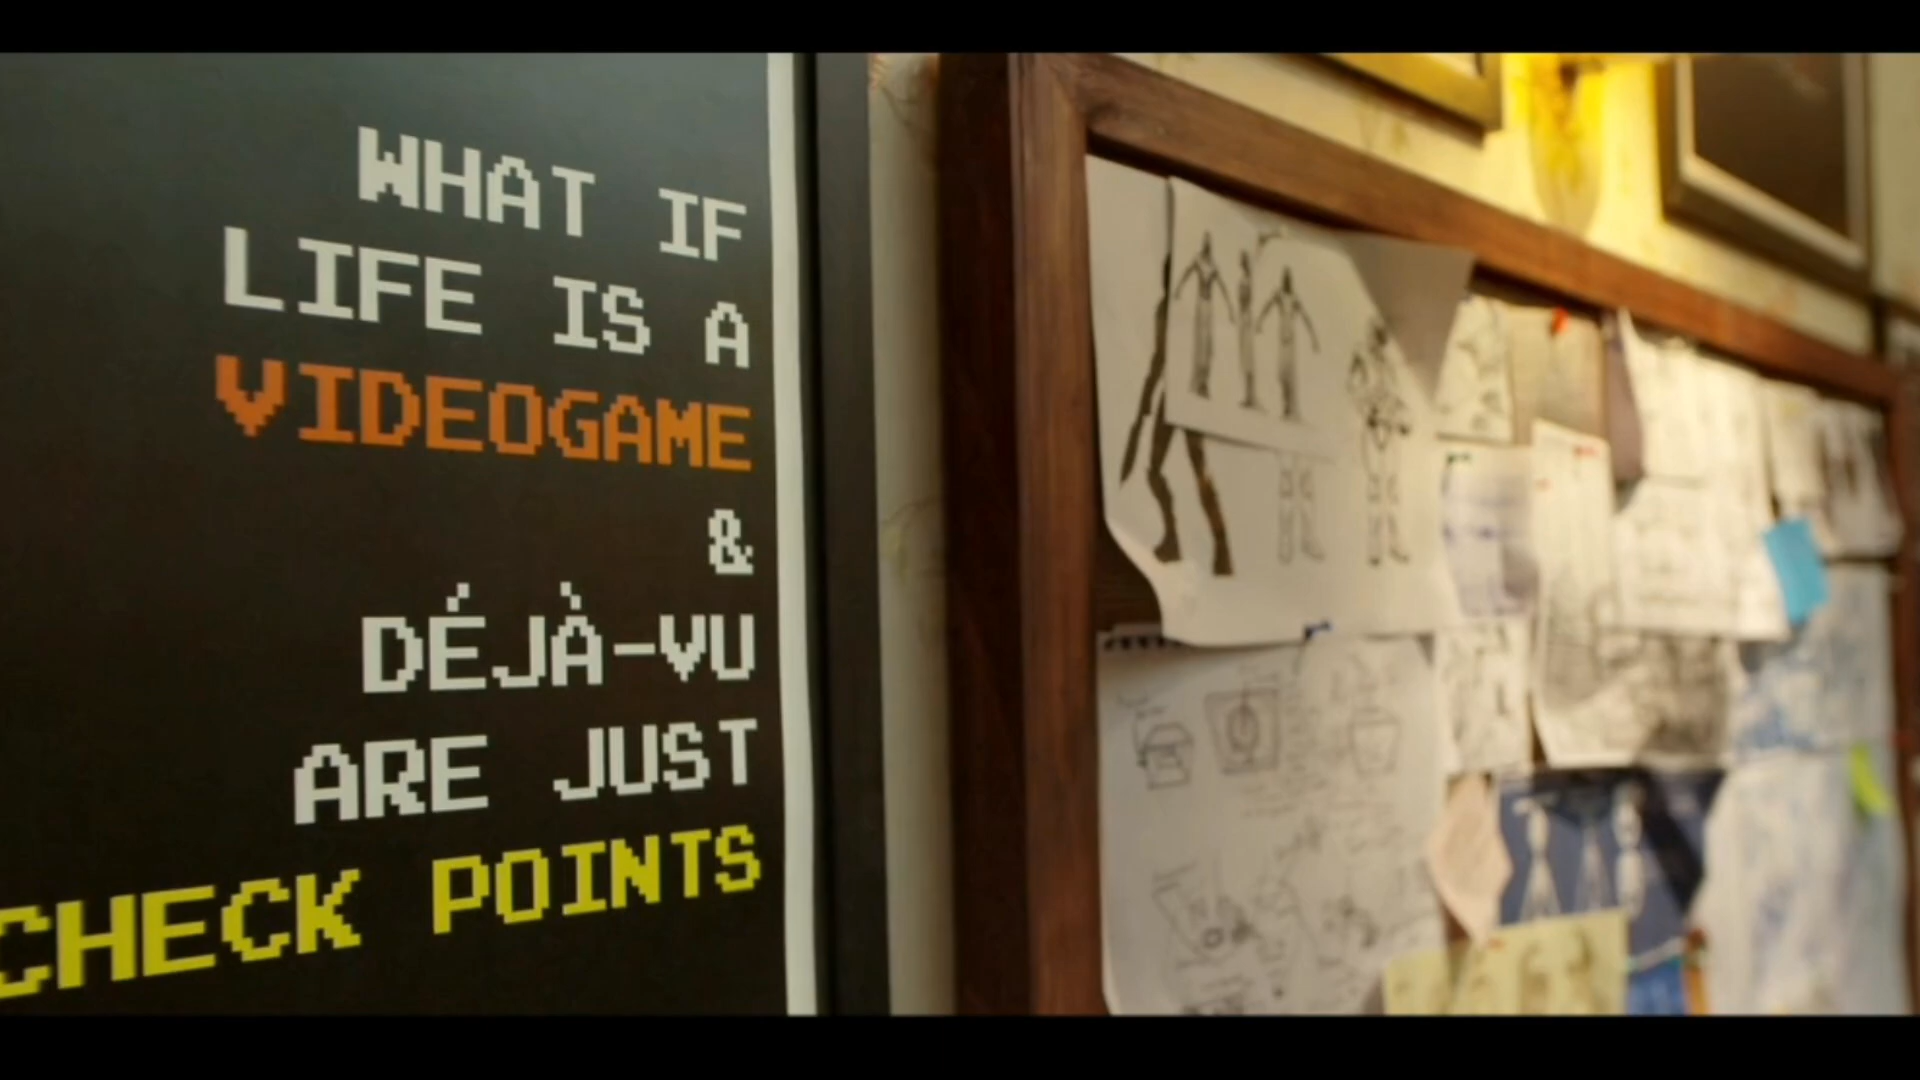 WHAT IF
LIFE IS A
VIDEOGAME
&
DÉJÀ-VU
ARE JUST
CHECK POINTS